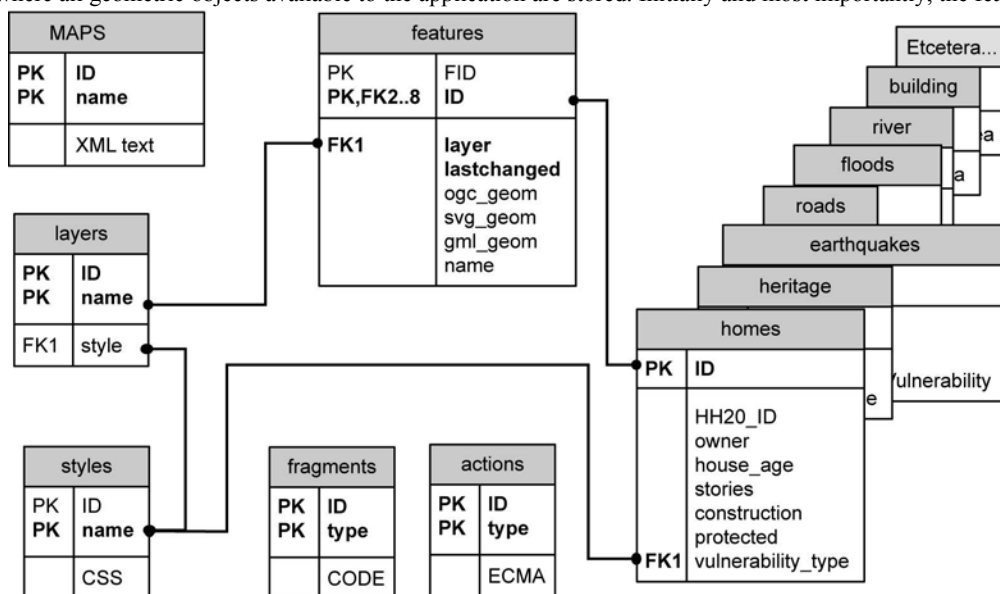 MAPS
PK ID
PK name
XML text
features
PK FID
PK,FK2..8 ID
FK1 layer
lastchanged
ogc_geom
svg_geom
gml_geom
name
layers
PK ID
PK name
FK1 style
styles
PK ID
PK name
CSS
fragments
PK ID
PK type
CODE
actions
PK ID
PK type
ECMA
Etcetera...
building
river
floods
roads
earthquakes
heritage
homes
PK ID
HH20_ID
owner
house_age
stories
construction
protected
FK1 vulnerability_type